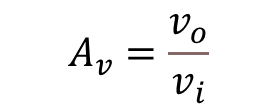 A_v = v_o / v_i